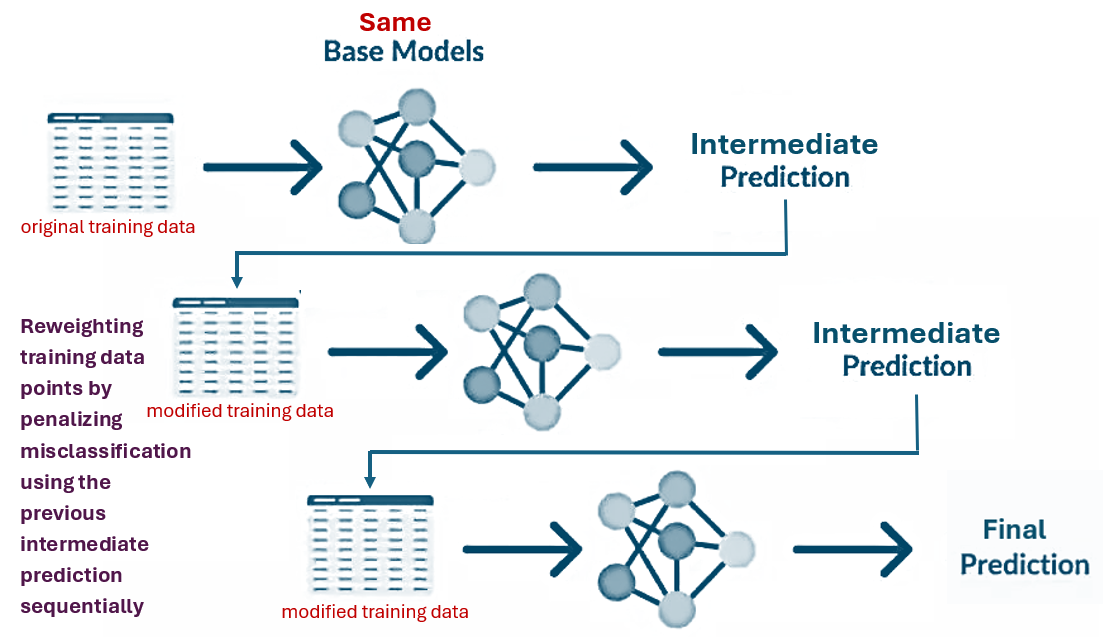 Same
Base Models
Intermediate
Prediction
original training data
Reweighting
training data
points by
penalizing
misclassification
using the
previous
intermediate
prediction
sequentially
modified training data
Intermediate
Prediction
modified training data
Final
Prediction